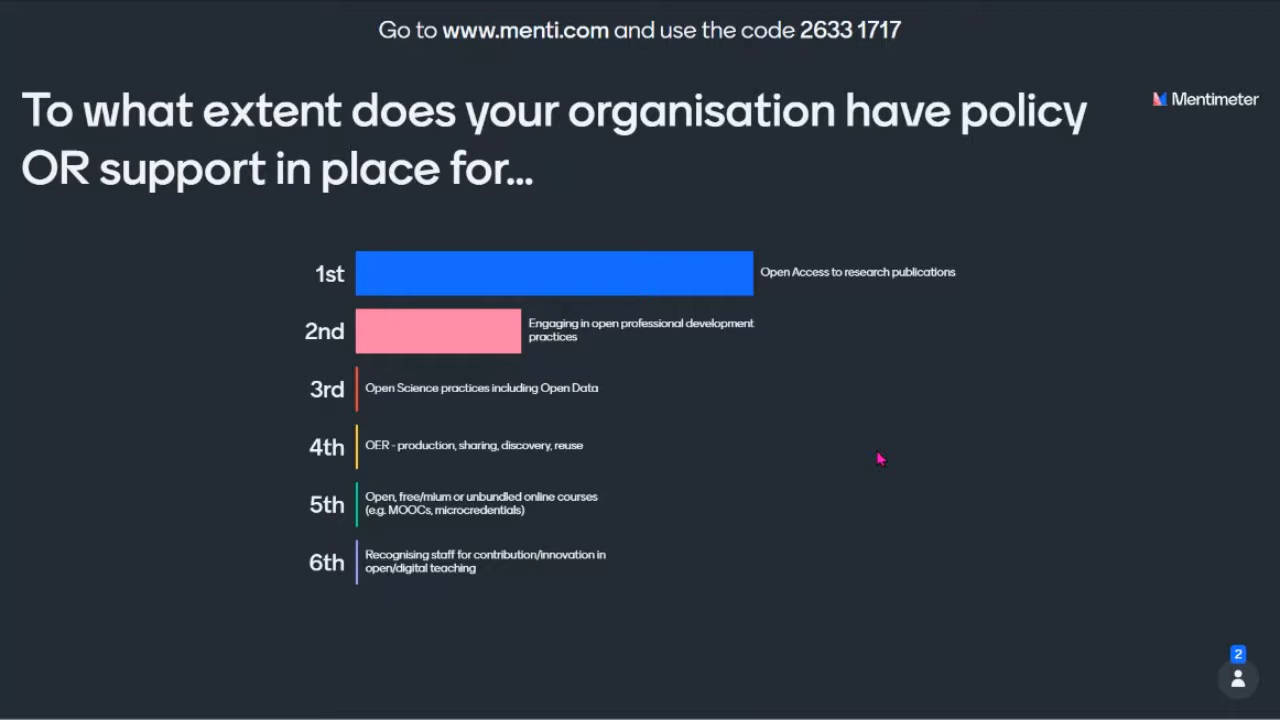 Go to www.menti.com and use the code 2633 1717
To what extent does your organisation have policy
OR support in place for...
Mentimeter
1st
Open Access to research publications
2nd
Engaging in open professional development
practices
3rd
Open Science practices including Open Data
4th
OER - production, sharing, discovery, reuse
5th
Open, free/mium or unbundled online courses
(e.g. MOOCs, microcredentials)
6th
Recognising staff for contribution/innovation in
open/digital teaching
2